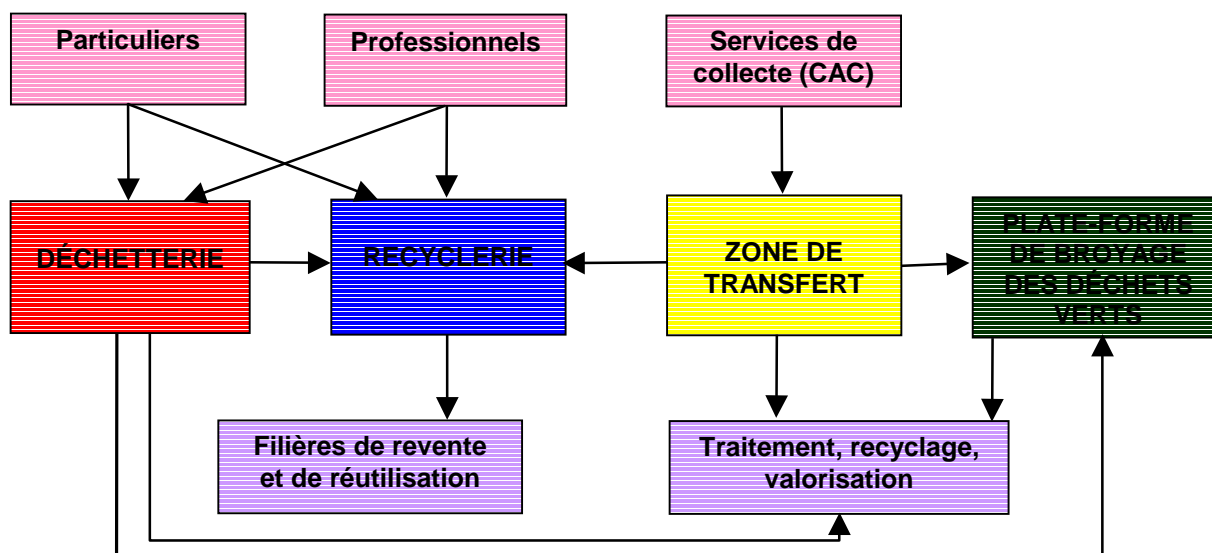 Particuliers
Professionnels
Services de
collecte (CAC)
DÉCHETTERIE
RECYCLERIE
ZONE DE
TRANSFERT
PLATE-FORME
DE BROYAGE
DES DÉCHETS
VERTS
Filières de revente
et de réutilisation
Traitement, recyclage,
valorisation